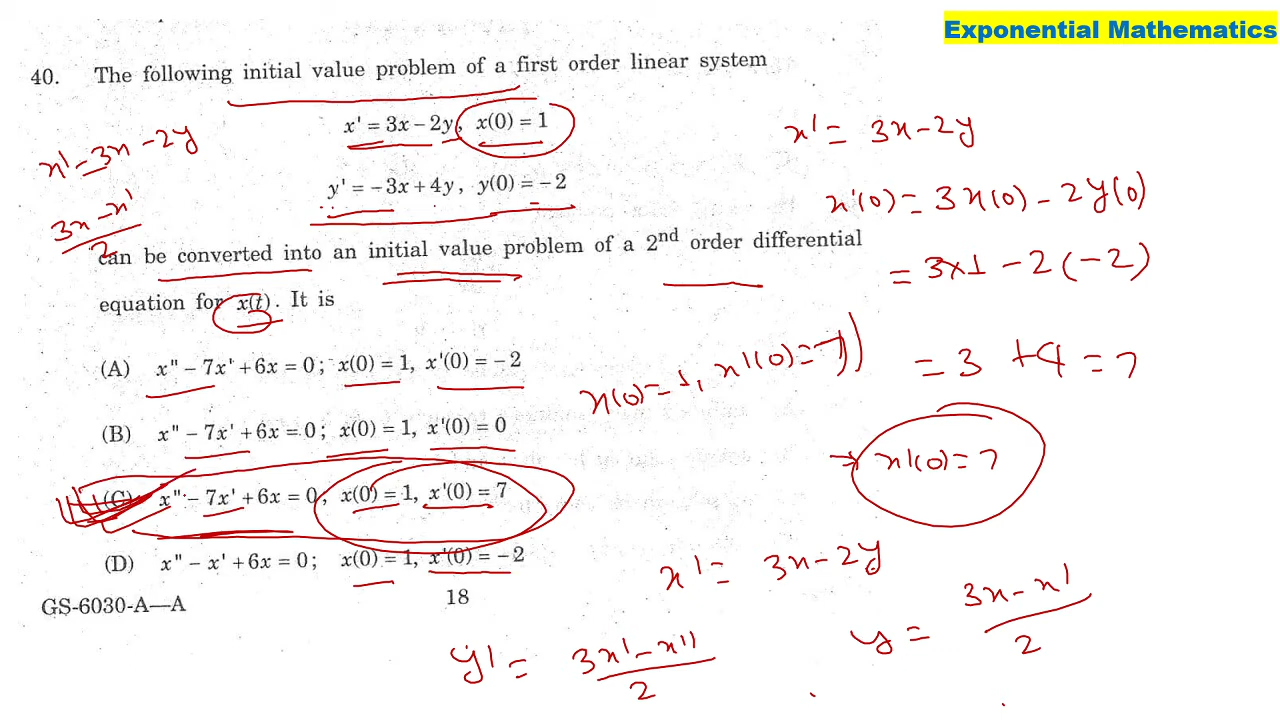 Exponential Mathematics
40. The following initial value problem of a first order linear system
x' = 3x − 2y, x(0) = 1
y' = −3x + 4y, y(0) = −2
can be converted into an initial value problem of a 2nd order differential
equation for x(t). It is
(A) x'' − 7x' + 6x = 0; x(0) = 1, x'(0) = −2
(B) x'' − 7x' + 6x = 0; x(0) = 1, x'(0) = 0
(C) x'' − 7x' + 6x = 0, x(0) = 1, x'(0) = 7
(D) x'' − x' + 6x = 0; x(0) = 1, x'(0) = −2
GS-6030-A—A
18
x' = 3x − 2y
3x − x'
2
x' = 3x − 2y
x'(0) = 3x(0) − 2y(0)
= 3×1 − 2(−2)
= 3 + 4 = 7
x(0) = 1, x'(0) = 7
→ x'(0) = 7
x' = 3x − 2y
y = 3x − x'
2
y' = 3x' − x''
2